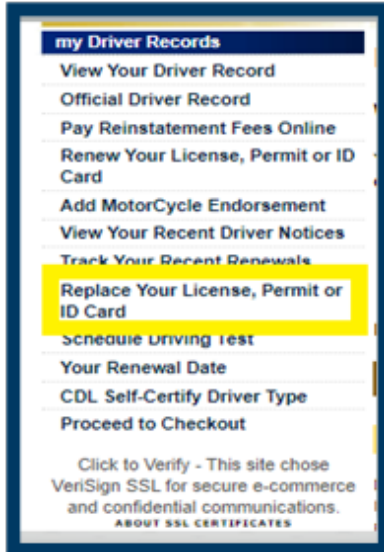 my Driver Records
View Your Driver Record
Official Driver Record
Pay Reinstatement Fees Online
Renew Your License, Permit or ID
Card
Add MotorCycle Endorsement
View Your Recent Driver Notices
Track Your Recent Renewals
Replace Your License, Permit or
ID Card
Schedule Driving Test
Your Renewal Date
CDL Self-Certify Driver Type
Proceed to Checkout
Click to Verify - This site chose
VeriSign SSL for secure e-commerce
and confidential communications.
ABOUT SSL CERTIFICATES